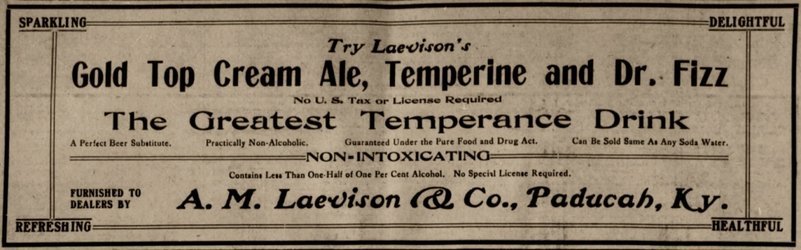 SPARKLING DELIGHTFUL
Try Laevison's
Gold Top Cream Ale, Temperine and Dr. Fizz
No U. S. Tax or License Required
The Greatest Temperance Drink
A Perfect Beer Substitute. Practically Non-Alcoholic. Guaranteed Under the Pure Food and Drug Act. Can Be Sold Same As Any Soda Water.
NON-INTOXICATING
Contains Less Than One-Half of One Per Cent Alcohol. No Special License Required.
FURNISHED TO
DEALERS BY
A. M. Laevison & Co., Paducah, Ky.
REFRESHING HEALTHFUL